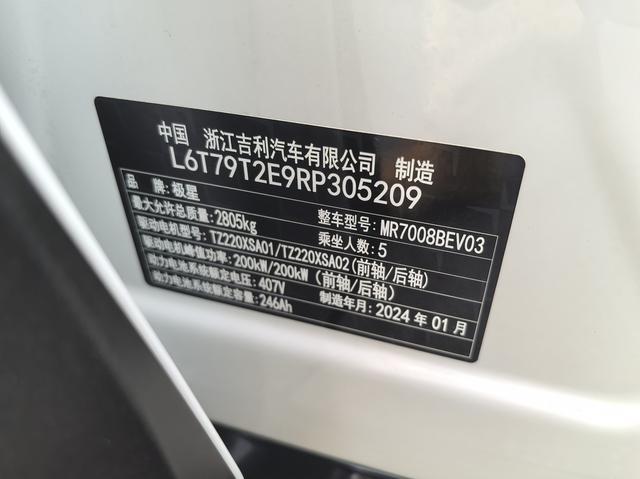 中国 浙江吉利汽车有限公司 制造
L6T79T2E9RP305209
品 牌: 极星
最大允许总质量: 2805kg 整车型号: MR7008BEV03
驱动电机型号: TZ220XSA01/TZ220XSA02(前轴/后轴) 乘坐人数: 5
驱动电机峰值功率: 200kW/200kW (前轴/后轴)
动力电池系统额定电压: 407V
动力电池系统额定容量: 246Ah 制造年月: 2024 年 01 月